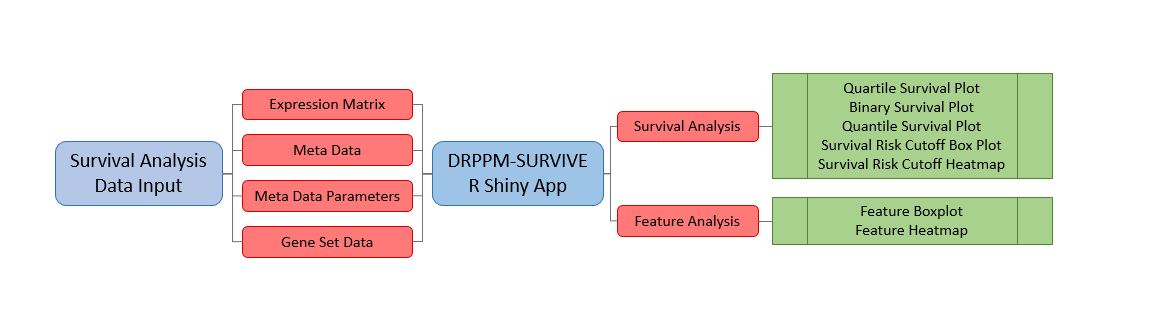 Survival Analysis
Data Input
Expression Matrix
Meta Data
Meta Data Parameters
Gene Set Data
DRPPM-SURVIVE
R Shiny App
Survival Analysis
Feature Analysis
Quartile Survival Plot
Binary Survival Plot
Quantile Survival Plot
Survival Risk Cutoff Box Plot
Survival Risk Cutoff Heatmap
Feature Boxplot
Feature Heatmap